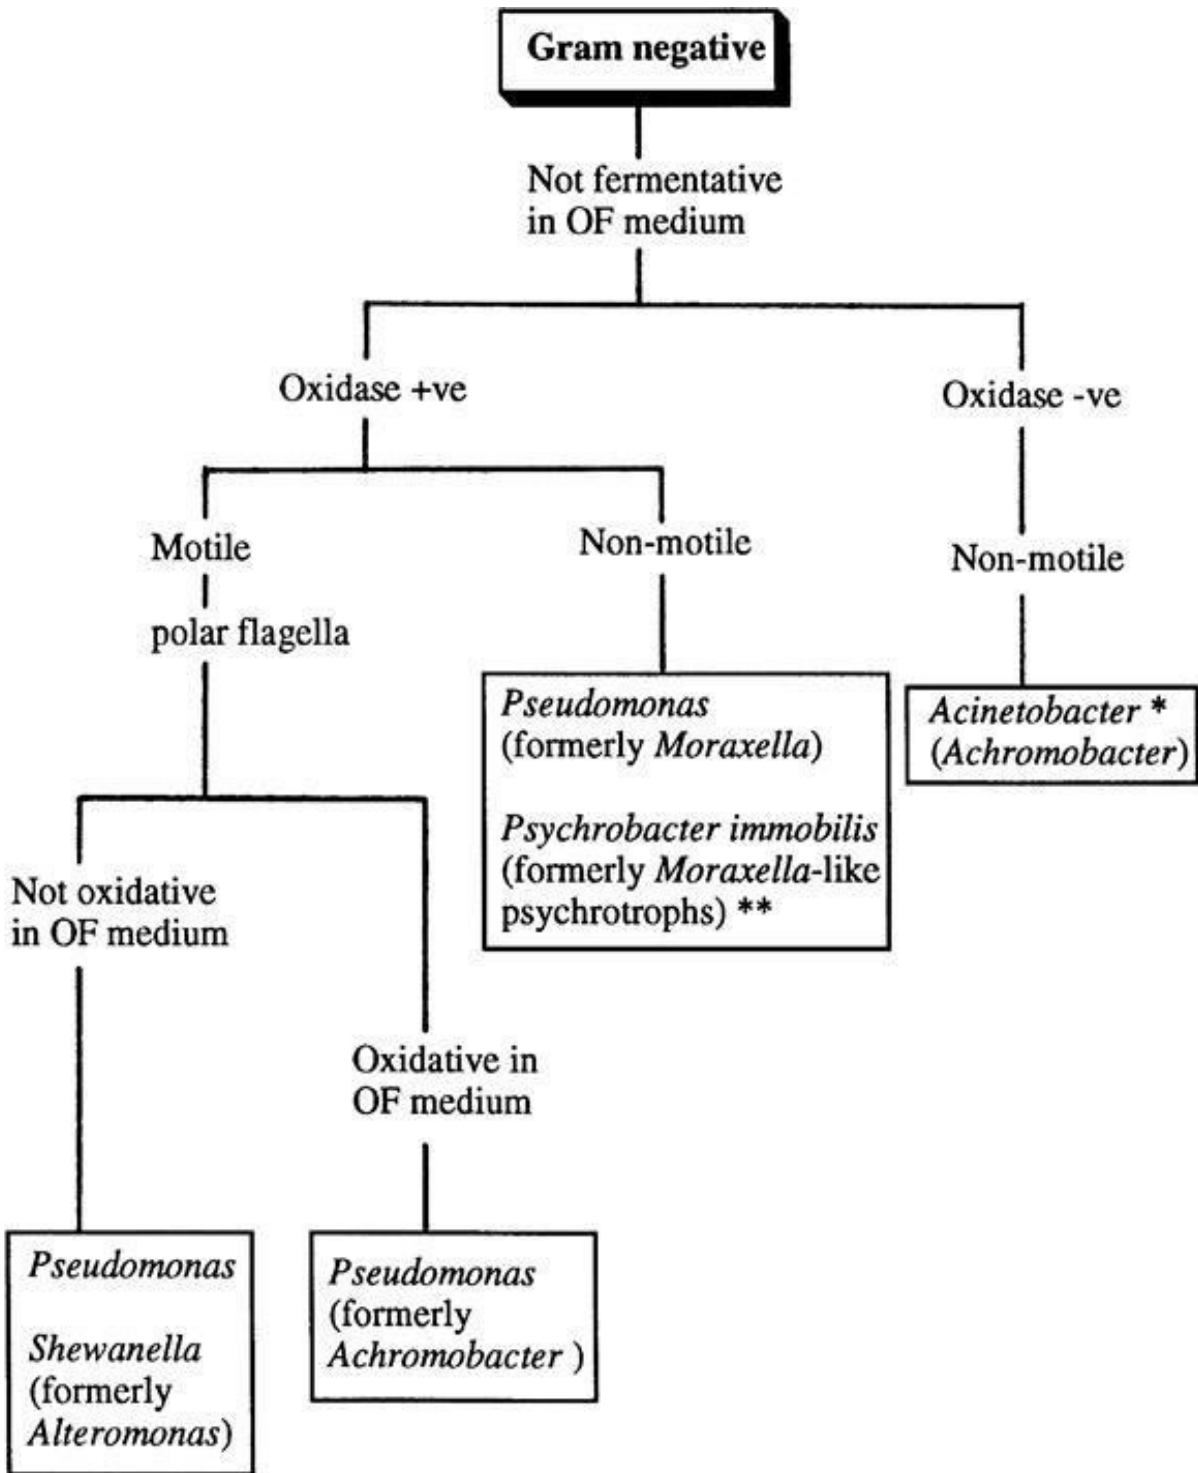 Gram negative
Not fermentative
in OF medium
Oxidase +ve
Oxidase -ve
Motile
Non-motile
Non-motile
polar flagella
Pseudomonas
(formerly Moraxella)
Psychrobacter immobilis
(formerly Moraxella-like
psychrotrophs) **
Acinetobacter *
(Achromobacter)
Not oxidative
in OF medium
Oxidative in
OF medium
Pseudomonas
Shewanella
(formerly
Alteromonas)
Pseudomonas
(formerly
Achromobacter )